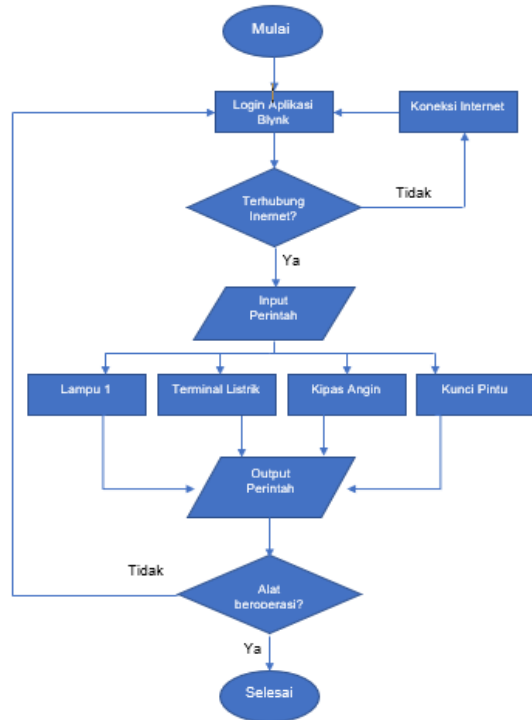 Mulai
Login Aplikasi
Blynk
Koneksi Internet
Terhubung
Inernet?
Tidak
Ya
Input
Perintah
Lampu 1
Terminal Listrik
Kipas Angin
Kunci Pintu
Output
Perintah
Tidak
Alat
beroperasi?
Ya
Selesai